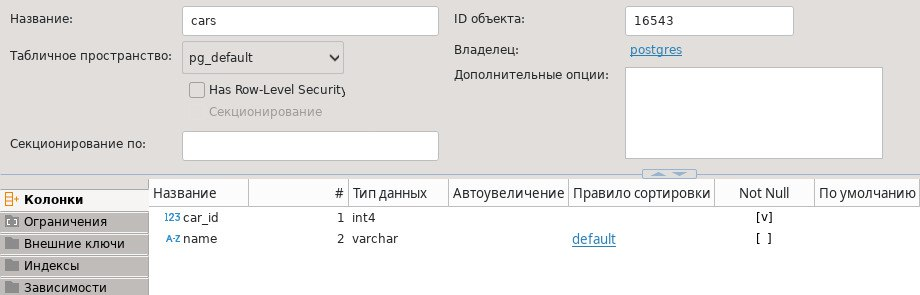 Название: cars ID объекта: 16543
Табличное пространство: pg_default Владелец: postgres
Has Row-Level Security Дополнительные опции:
Секционирование
Секционирование по:
Колонки Название # Тип данных Автоувеличение Правило сортировки Not Null По умолчанию
Ограничения 123 car_id 1 int4 [v]
Внешние ключи A-Z name 2 varchar default [ ]
Индексы
Зависимости